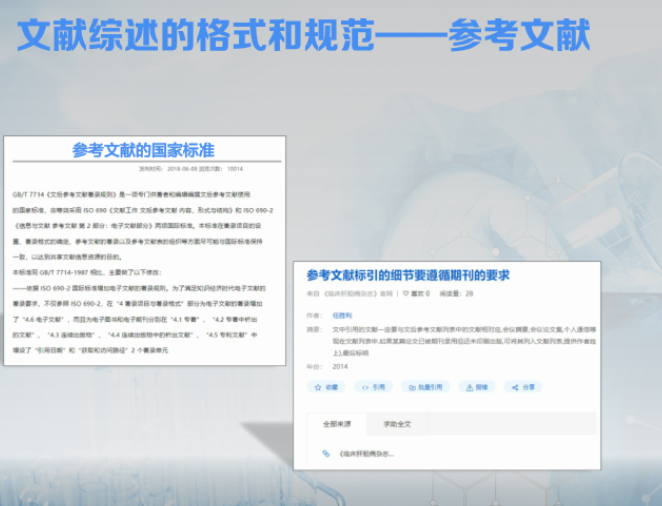 文献综述的格式和规范——参考文献
参考文献的国家标准
发布时间: 2018-06-08 浏览次数: 10014
GB/T 7714《文后参考文献著录规则》是一项专门供著者和编辑编撰文后参考文献使用
的国家标准。非等效采用 ISO 690《文献工作 文后参考文献 内容、形式与结构》和 ISO 690-2
《信息与文献 参考文献 第 2 部分: 电子文献部分》两项国际标准。本标准在著录项目的设
置、著录格式的确定、参考文献的著录以及参考文献表的组织等方面尽可能与国际标准保持
一致, 以达到共享文献信息资源的目的。
本标准同 GB/T 7714-1987 相比, 主要做了以下修改:
——依据 ISO 690-2 国际标准增加电子文献的著录规则。为了满足知识经济时代电子文献的
著录要求, 不仅参照 ISO 690-2, 在 "4 著录项目与著录格式" 部分为电子文献的著录增加
了 "4.6 电子文献", 而且为电子图书和电子期刊分别在 "4.1 专著"、"4.2 专著中析出
的文献"、"4.3 连续出版物"、"4.4 连续出版物中的析出文献"、"4.5 专利文献" 中
增设了 "引用日期" 和 "获取和访问路径" 2 个著录单元
参考文献标引的细节要遵循期刊的要求
来自 《临床肝胆病杂志》官网 | 喜欢 0 阅读量: 28
作者: 任胜利
摘要: 文中引用的文献一定要与文后参考文献列表中的文献相对应,会议摘要,会议论文集,个人通信等
现在文献列表中,如果某篇论文已被期刊录用但还未印刷出版,可将其列入文献列表,提供作者姓
上),最后标明
年份: 2014
收藏 引用 批量引用 报错 分享
全部来源 求助全文
《临床肝胆病杂志...